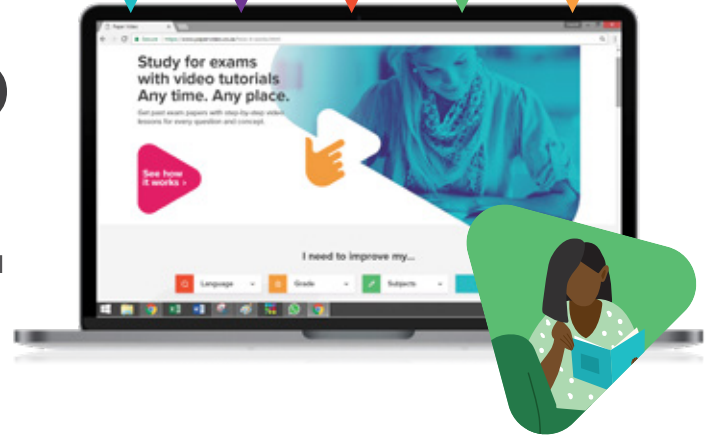 Study for exams
with video tutorials
Any time. Any place.
Get past exam papers with step-by-step video
lessons for every question and concept.
See how
it works ›
I need to improve my...
Language
Grade
Subjects